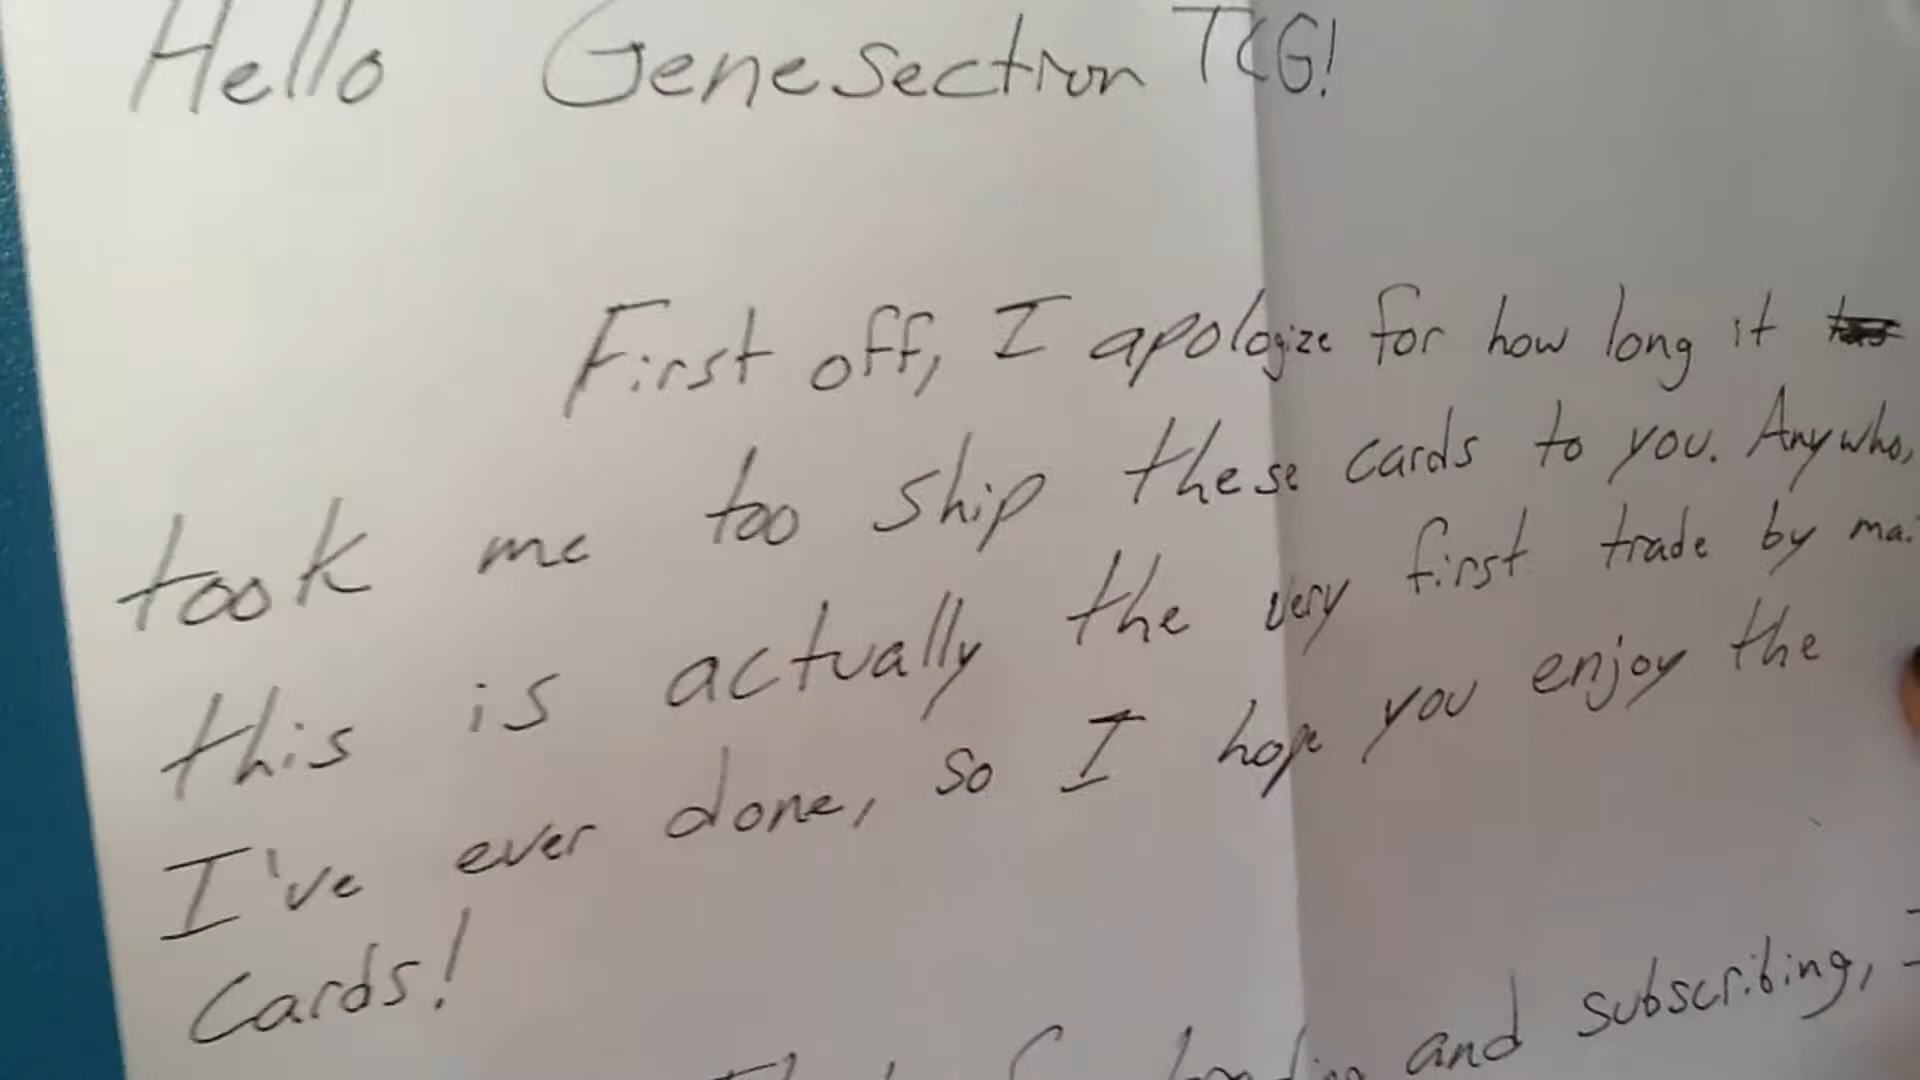 Hello Genesection TCG!
First off, I apologize for how long it
took me too ship these cards to you. Anywho,
this is actually the very first trade by
I've ever done, so I hope you enjoy the
Cards!
and subscribing,